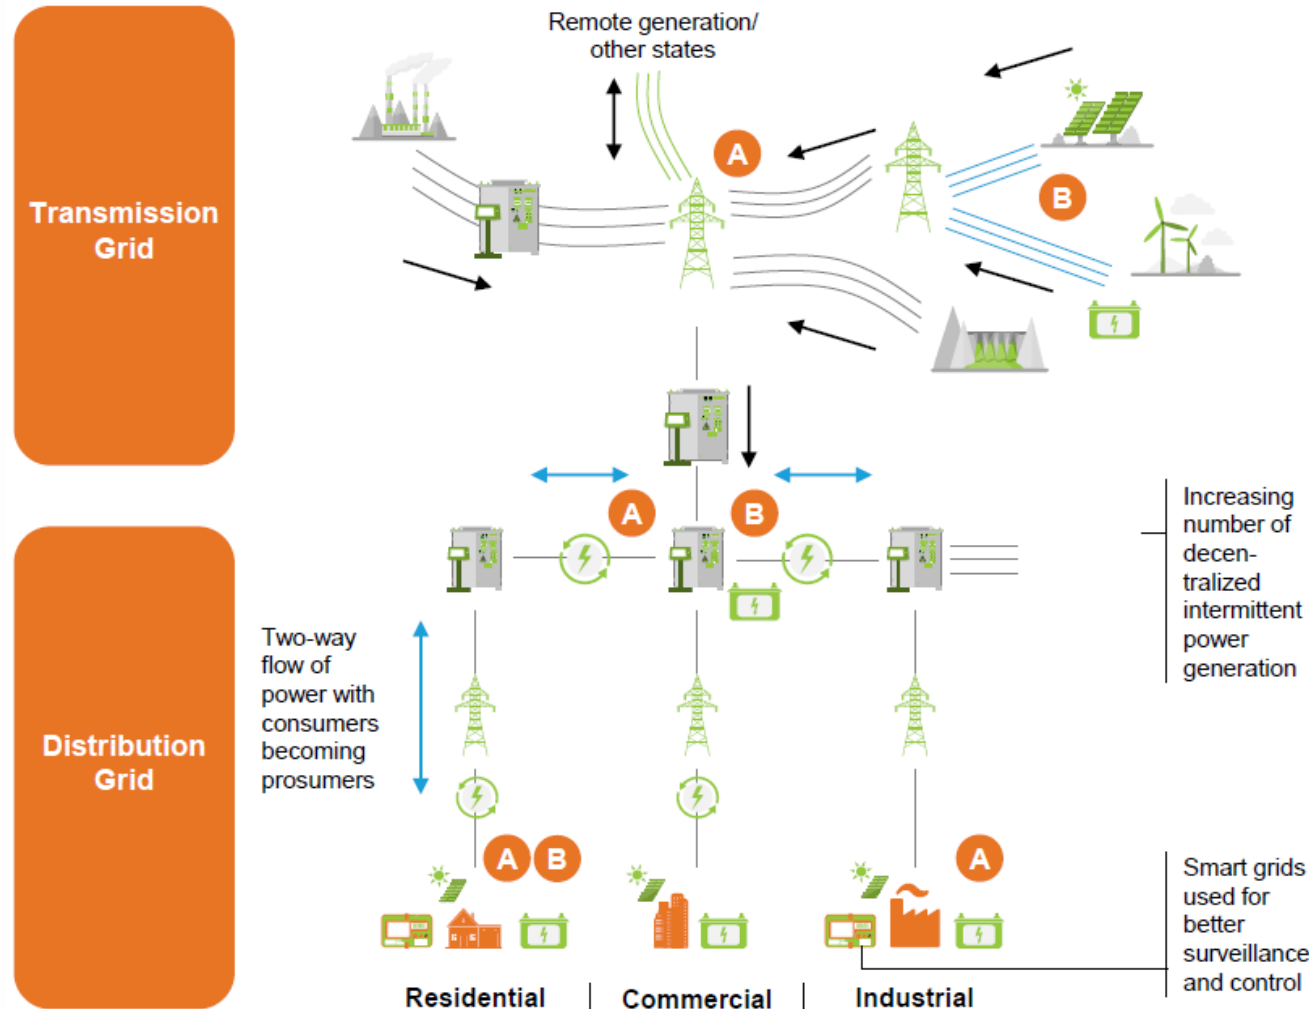 Remote generation/
other states
A
B
Transmission
Grid
A
B
Increasing
number of
decen-
tralized
intermittent
power
generation
Two-way
flow of
power with
consumers
becoming
prosumers
Distribution
Grid
A
B
A
Smart grids
used for
better
surveillance
and control
Residential
Commercial
Industrial